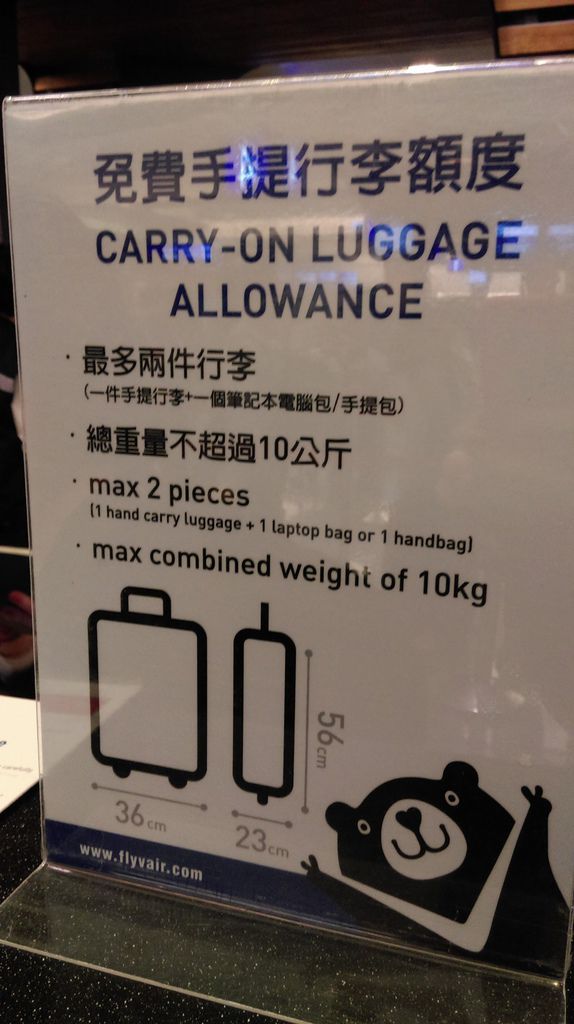 免費手提行李額度
CARRY-ON LUGGAGE
ALLOWANCE
· 最多兩件行李
(一件手提行李+一個筆記本電腦包/手提包)
· 總重量不超過10公斤
· max 2 pieces
(1 hand carry luggage + 1 laptop bag or 1 handbag)
· max combined weight of 10kg
56cm
36cm
23cm
www.flyvair.com